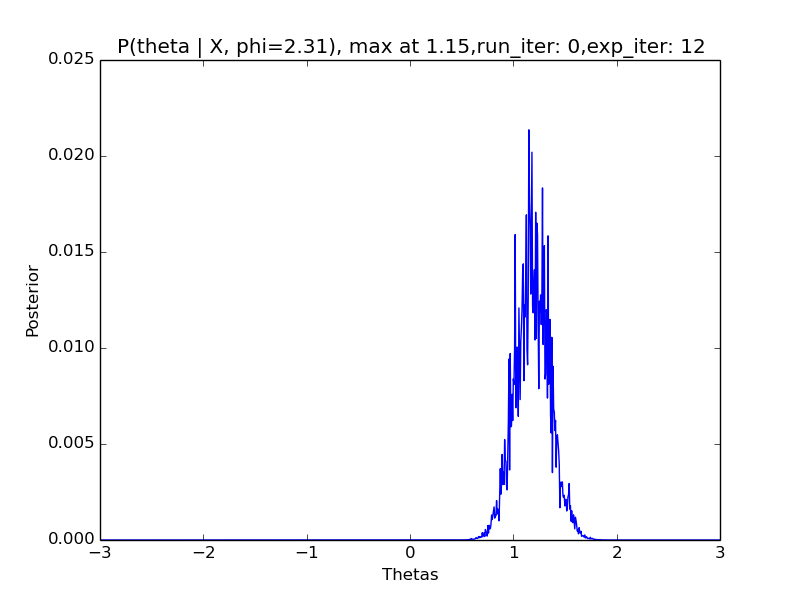 P(theta | X, phi=2.31), max at 1.15,run_iter: 0,exp_iter: 12
0.025
0.020
0.015
0.010
0.005
0.000
Posterior
−3 −2 −1 0 1 2 3
Thetas